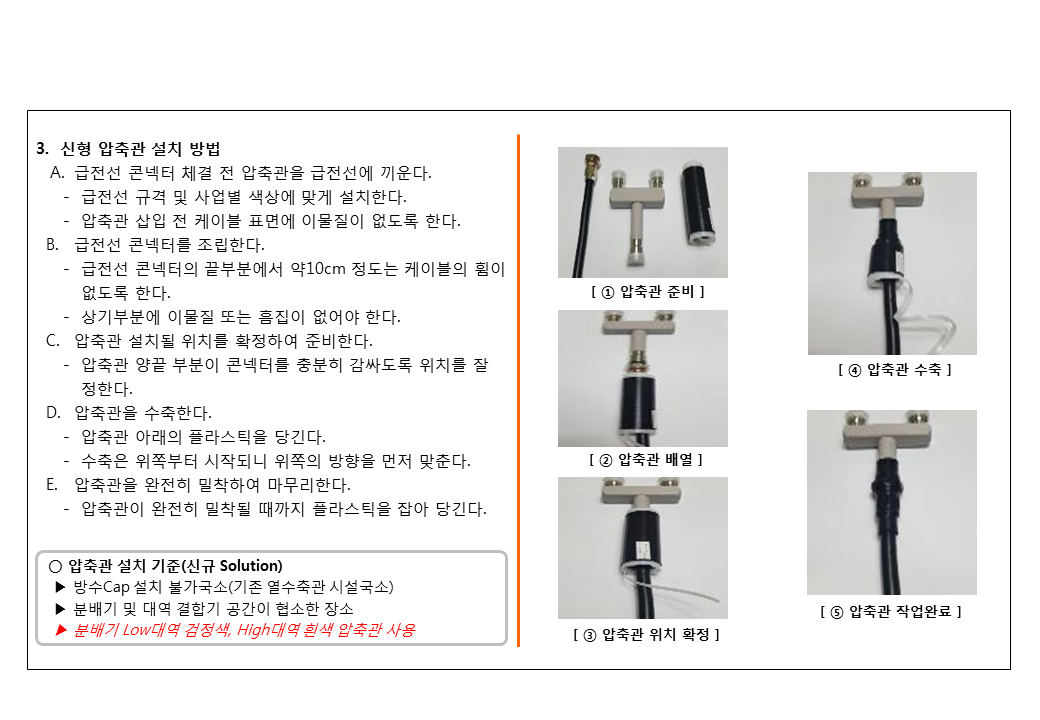 3. 신형 압축관 설치 방법
A. 급전선 콘넥터 체결 전 압축관을 급전선에 끼운다.
- 급전선 규격 및 사업별 색상에 맞게 설치한다.
- 압축관 삽입 전 케이블 표면에 이물질이 없도록 한다.
B. 급전선 콘넥터를 조립한다.
- 급전선 콘넥터의 끝부분에서 약10cm 정도는 케이블의 휨이
없도록 한다.
- 상기부분에 이물질 또는 흠집이 없어야 한다.
C. 압축관 설치될 위치를 확정하여 준비한다.
- 압축관 양끝 부분이 콘넥터를 충분히 감싸도록 위치를 잘
정한다.
D. 압축관을 수축한다.
- 압축관 아래의 플라스틱을 당긴다.
- 수축은 위쪽부터 시작되니 위쪽의 방향을 먼저 맞춘다.
E. 압축관을 완전히 밀착하여 마무리한다.
- 압축관이 완전히 밀착될 때까지 플라스틱을 잡아 당긴다.
○ 압축관 설치 기준(신규 Solution)
▶ 방수Cap 설치 불가국소(기존 열수축관 시설국소)
▶ 분배기 및 대역 결합기 공간이 협소한 장소
▶ 분배기 Low대역 검정색, High대역 흰색 압축관 사용
[ ① 압축관 준비 ]
[ ② 압축관 배열 ]
[ ③ 압축관 위치 확정 ]
[ ④ 압축관 수축 ]
[ ⑤ 압축관 작업완료 ]